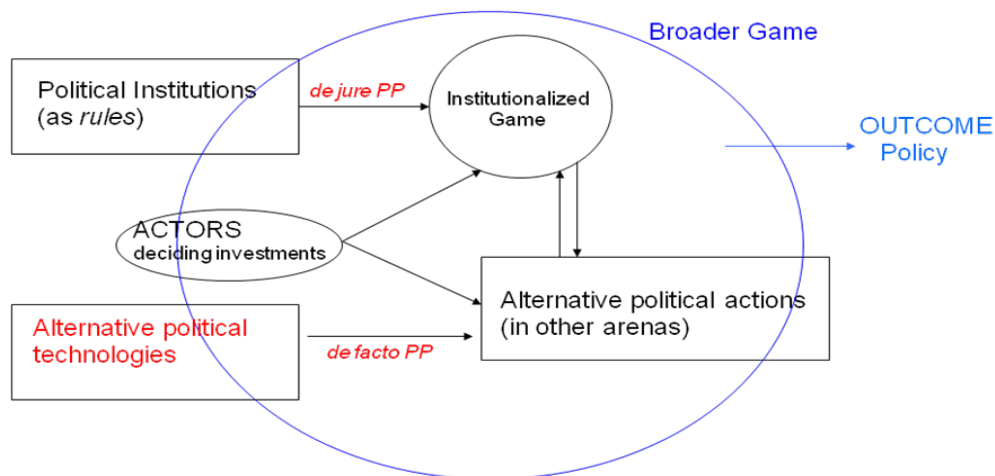 Broader Game
Political Institutions
(as rules)
de jure PP
Institutionalized
Game
OUTCOME
Policy
ACTORS
deciding investments
Alternative political actions
(in other arenas)
Alternative political
technologies
de facto PP